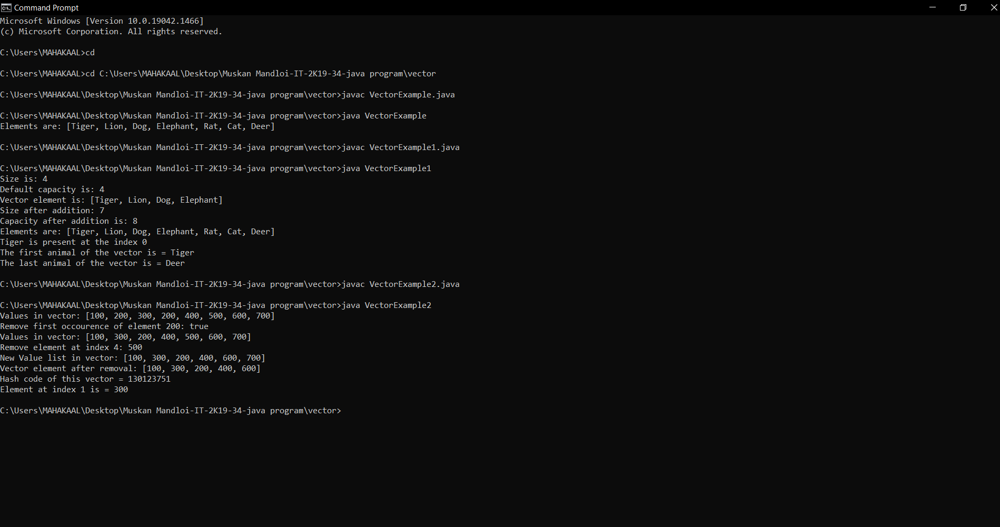 Command Prompt
Microsoft Windows [Version 10.0.19042.1466]
(c) Microsoft Corporation. All rights reserved.
C:\Users\MAHAKAAL>cd
C:\Users\MAHAKAAL>cd C:\Users\MAHAKAAL\Desktop\Muskan Mandloi-IT-2K19-34-java program\vector
C:\Users\MAHAKAAL\Desktop\Muskan Mandloi-IT-2K19-34-java program\vector>javac VectorExample.java
C:\Users\MAHAKAAL\Desktop\Muskan Mandloi-IT-2K19-34-java program\vector>java VectorExample
Elements are: [Tiger, Lion, Dog, Elephant, Rat, Cat, Deer]
C:\Users\MAHAKAAL\Desktop\Muskan Mandloi-IT-2K19-34-java program\vector>javac VectorExample1.java
C:\Users\MAHAKAAL\Desktop\Muskan Mandloi-IT-2K19-34-java program\vector>java VectorExample1
Size is: 4
Default capacity is: 4
Vector element is: [Tiger, Lion, Dog, Elephant]
Size after addition: 7
Capacity after addition is: 8
Elements are: [Tiger, Lion, Dog, Elephant, Rat, Cat, Deer]
Tiger is present at the index 0
The first animal of the vector is = Tiger
The last animal of the vector is = Deer
C:\Users\MAHAKAAL\Desktop\Muskan Mandloi-IT-2K19-34-java program\vector>javac VectorExample2.java
C:\Users\MAHAKAAL\Desktop\Muskan Mandloi-IT-2K19-34-java program\vector>java VectorExample2
Values in vector: [100, 200, 300, 200, 400, 500, 600, 700]
Remove first occourence of element 200: true
Values in vector: [100, 300, 200, 400, 500, 600, 700]
Remove element at index 4: 500
New Value list in vector: [100, 300, 200, 400, 600, 700]
Vector element after removal: [100, 300, 200, 400, 600]
Hash code of this vector = 130123751
Element at index 1 is = 300
C:\Users\MAHAKAAL\Desktop\Muskan Mandloi-IT-2K19-34-java program\vector>